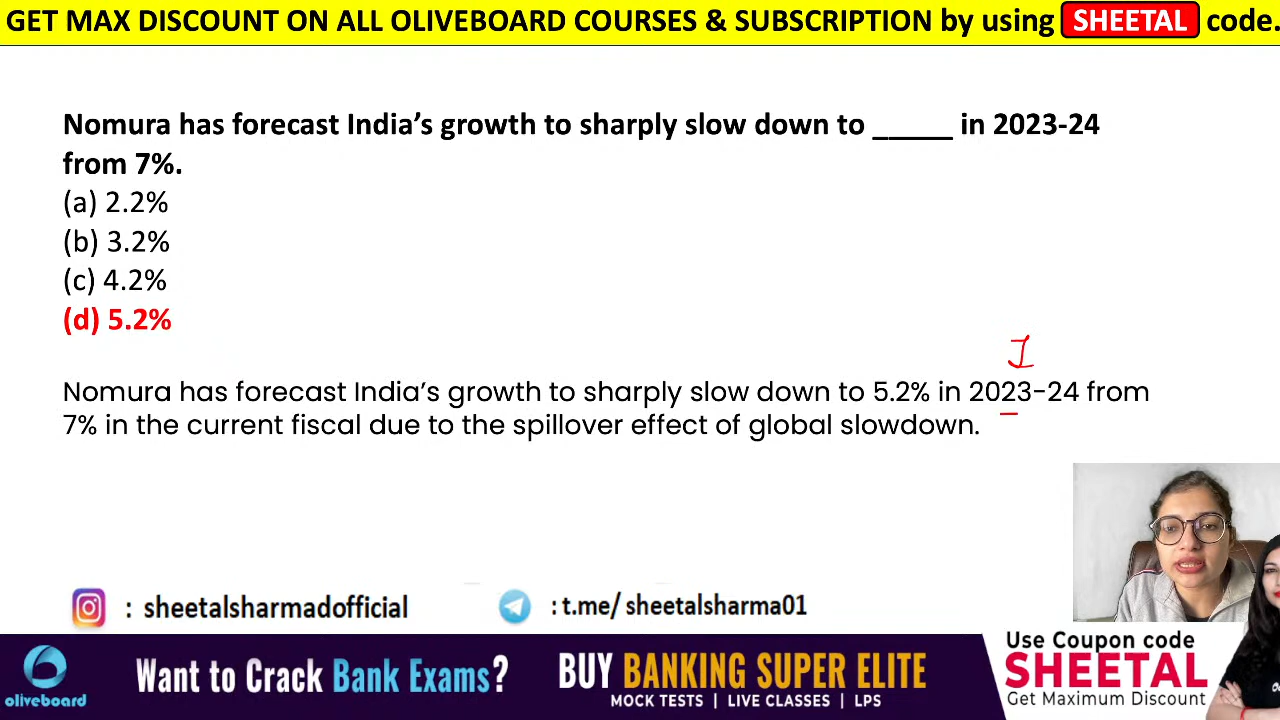 GET MAX DISCOUNT ON ALL OLIVEBOARD COURSES & SUBSCRIPTION by using SHEETAL code.
Nomura has forecast India’s growth to sharply slow down to _____ in 2023-24
from 7%.
(a) 2.2%
(b) 3.2%
(c) 4.2%
(d) 5.2%
I
Nomura has forecast India’s growth to sharply slow down to 5.2% in 2023-24 from
7% in the current fiscal due to the spillover effect of global slowdown.
: sheetalsharmadofficial
: t.me/ sheetalsharma01
oliveboard
Want to Crack Bank Exams?
BUY BANKING SUPER ELITE
MOCK TESTS | LIVE CLASSES | LPS
Use Coupon code
SHEETAL
Get Maximum Discount